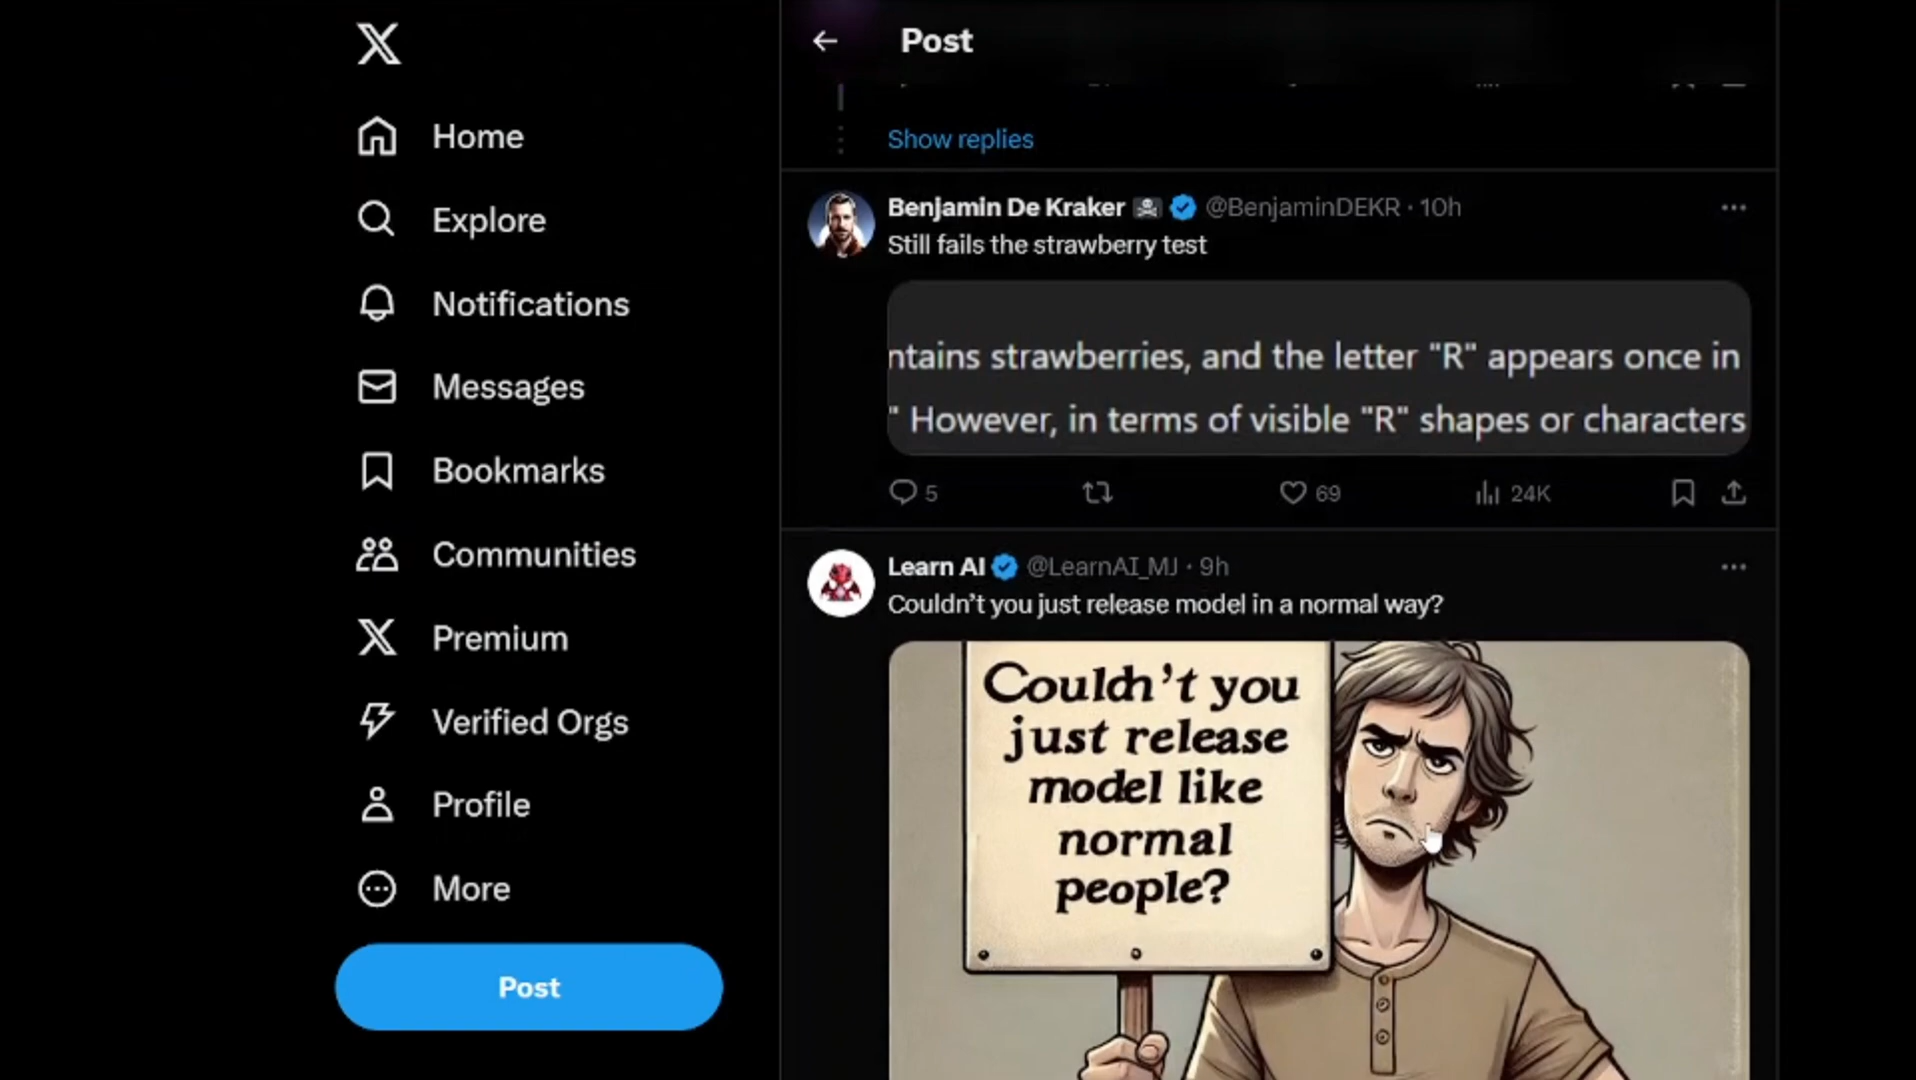 X
Home
Explore
Notifications
Messages
Bookmarks
Communities
Premium
Verified Orgs
Profile
More
Post
Post
Show replies
Benjamin De Kraker @BenjaminDEKR · 10h
Still fails the strawberry test
ntains strawberries, and the letter "R" appears once in
" However, in terms of visible "R" shapes or characters
5 69 24K
Learn AI @LearnAI_MJ · 9h
Couldn't you just release model in a normal way?
Couldn't you
just release
model like
normal
people?